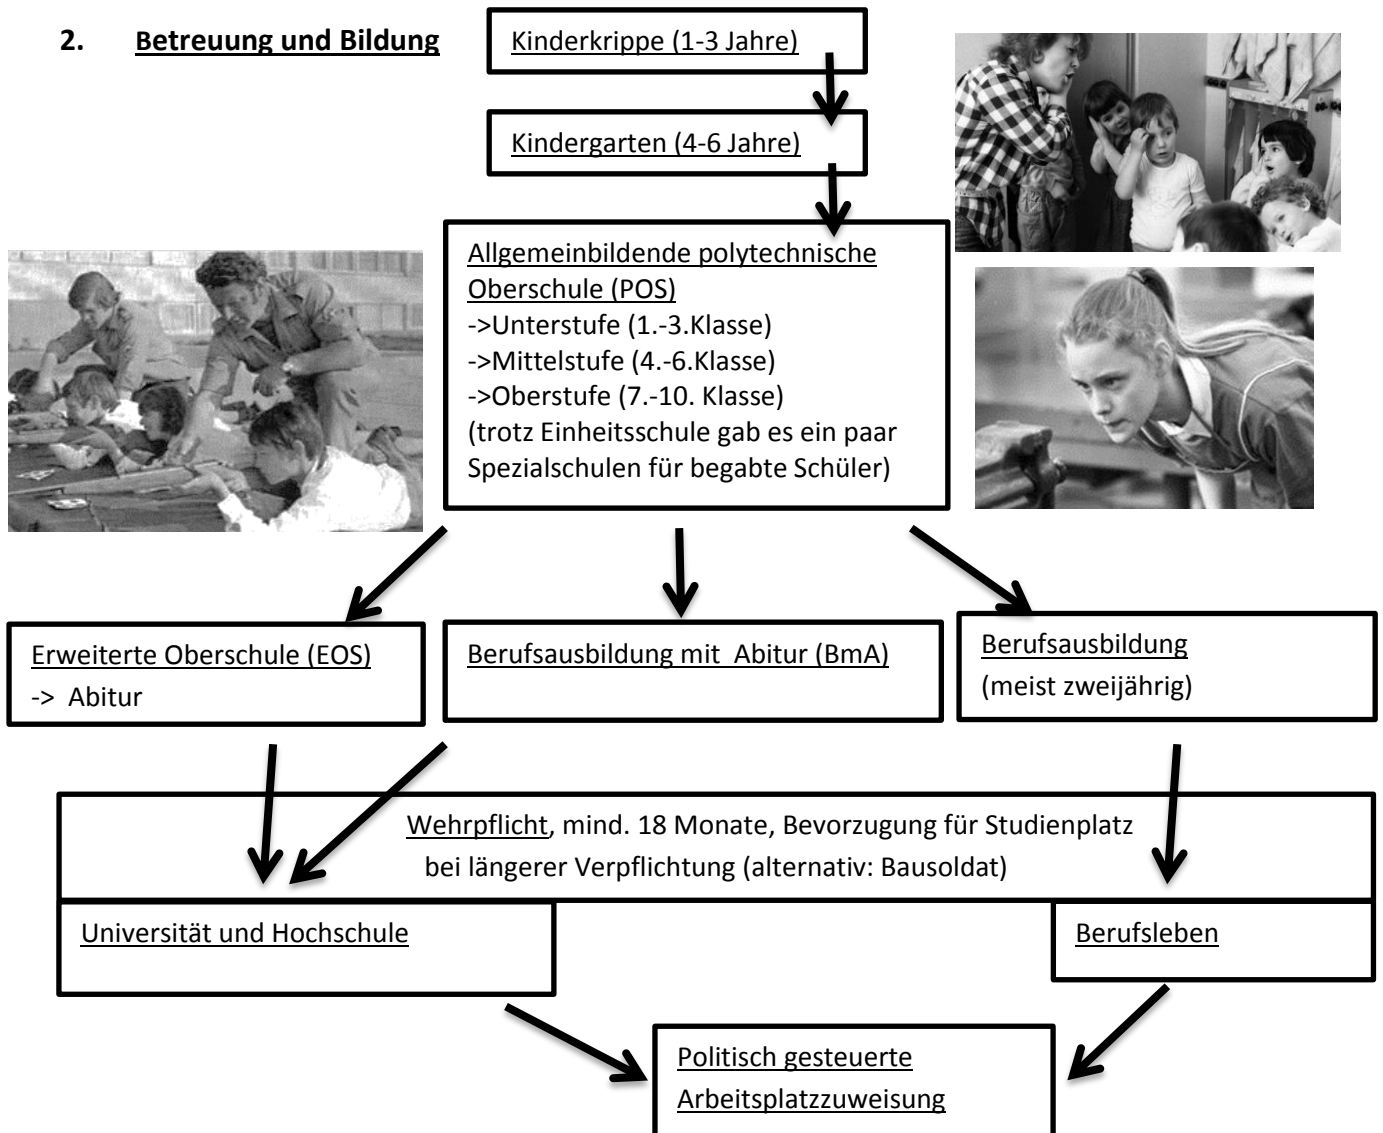 2. Betreuung und Bildung
Kinderkrippe (1-3 Jahre)
Kindergarten (4-6 Jahre)
Allgemeinbildende polytechnische
Oberschule (POS)
->Unterstufe (1.-3.Klasse)
->Mittelstufe (4.-6.Klasse)
->Oberstufe (7.-10. Klasse)
(trotz Einheitsschule gab es ein paar
Spezialschulen für begabte Schüler)
Erweiterte Oberschule (EOS)
-> Abitur
Berufsausbildung mit Abitur (BmA)
Berufsausbildung
(meist zweijährig)
Wehrpflicht, mind. 18 Monate, Bevorzugung für Studienplatz
bei längerer Verpflichtung (alternativ: Bausoldat)
Universität und Hochschule
Berufsleben
Politisch gesteuerte
Arbeitsplatzzuweisung